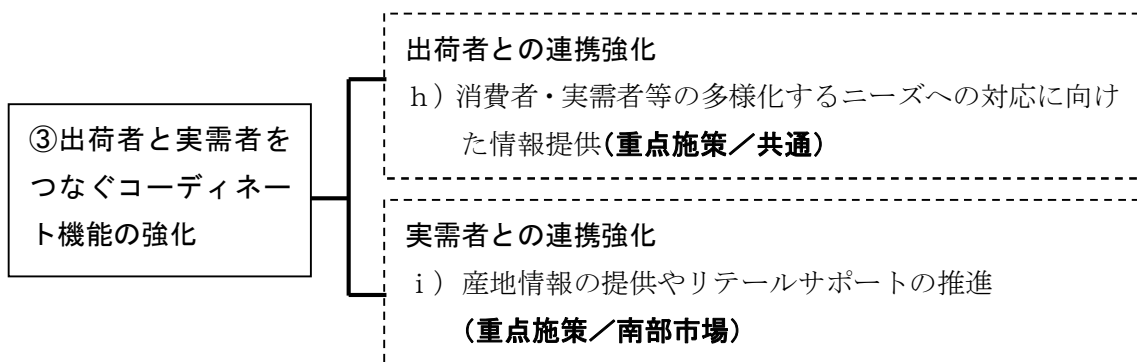 ③出荷者と実需者を
つなぐコーディネー
ト機能の強化
出荷者との連携強化
ｈ）消費者・実需者等の多様化するニーズへの対応に向け
た情報提供(重点施策／共通)
実需者との連携強化
ｉ）産地情報の提供やリテールサポートの推進
(重点施策／南部市場)